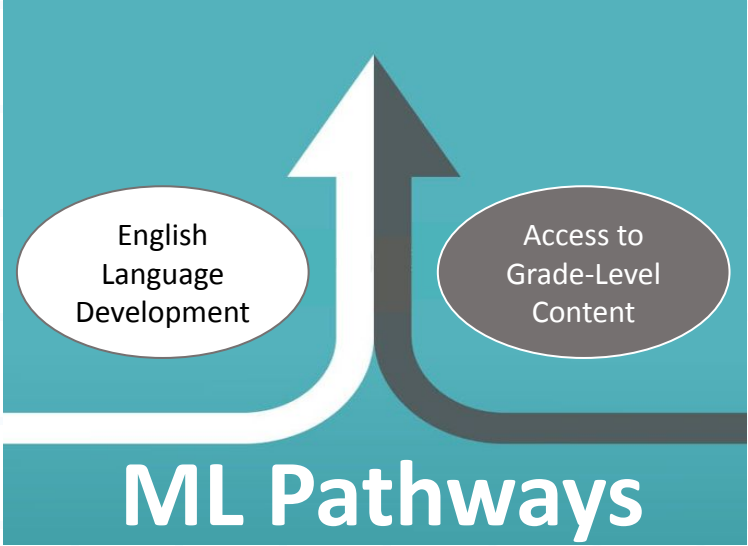 English
Language
Development
Access to
Grade-Level
Content
ML Pathways